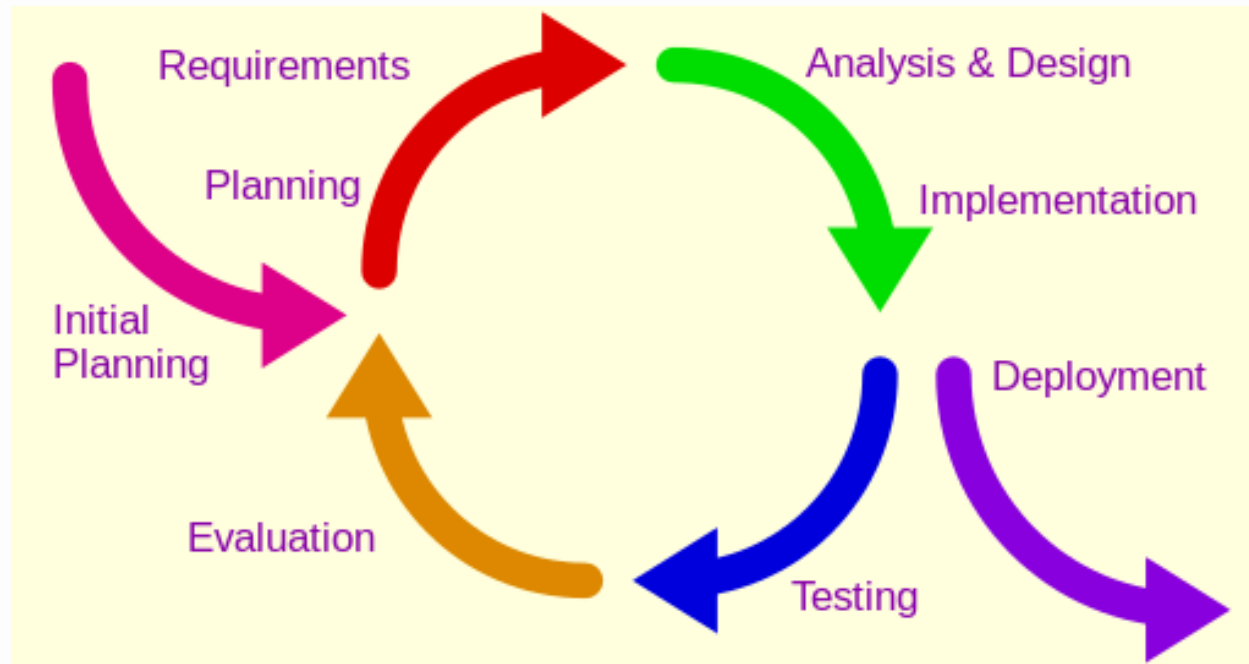 Requirements
Analysis & Design
Planning
Implementation
Initial
Planning
Deployment
Evaluation
Testing